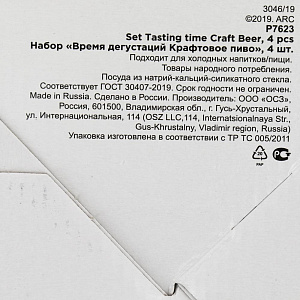 3046/19
©2019. ARC
P7623
Set Tasting time Craft Beer, 4 pcs
Набор «Время дегустаций Крафтовое пиво», 4 шт.
Подходит для холодных напитков/пищи.
Товары народного потребления.
Посуда из натрий-кальций-силикатного стекла.
Соответствует ГОСТ 30407-2019. Срок годности не ограничен.
Made in Russia. Сделано в России. Производитель: ООО «ОСЗ»,
Россия, 601500, Владимирская обл., г. Гусь-Хрустальный,
ул. Интернациональная, 114 (OSZ LLC,114, Internatsionalnaya Str.,
Gus-Khrustalny, Vladimir region, Russia)
Соответствует требованиям с ТР ТС 005/2011
PAP